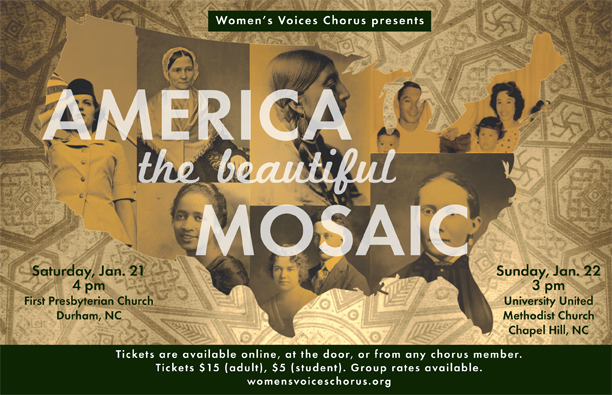 Women's Voices Chorus presents
AMERICA
the beautiful
MOSAIC
Saturday, Jan. 21
4 pm
First Presbyterian Church
Durham, NC
Sunday, Jan. 22
3 pm
University United
Methodist Church
Chapel Hill, NC
Tickets are available online, at the door, or from any chorus member.
Tickets $15 (adult), $5 (student). Group rates available.
womensvoiceschorus.org